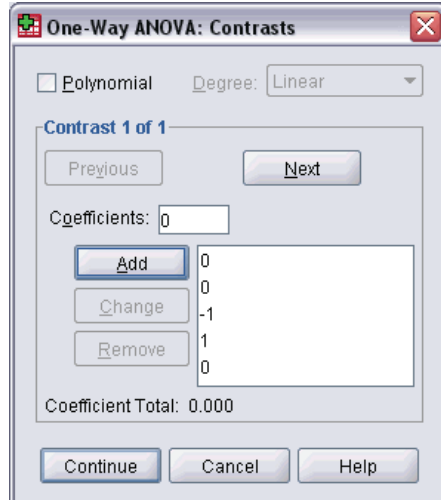 One-Way ANOVA: Contrasts
Polynomial Degree: Linear
Contrast 1 of 1
Previous Next
Coefficients: 0
Add
Change
Remove
0
0
-1
1
0
Coefficient Total: 0.000
Continue Cancel Help